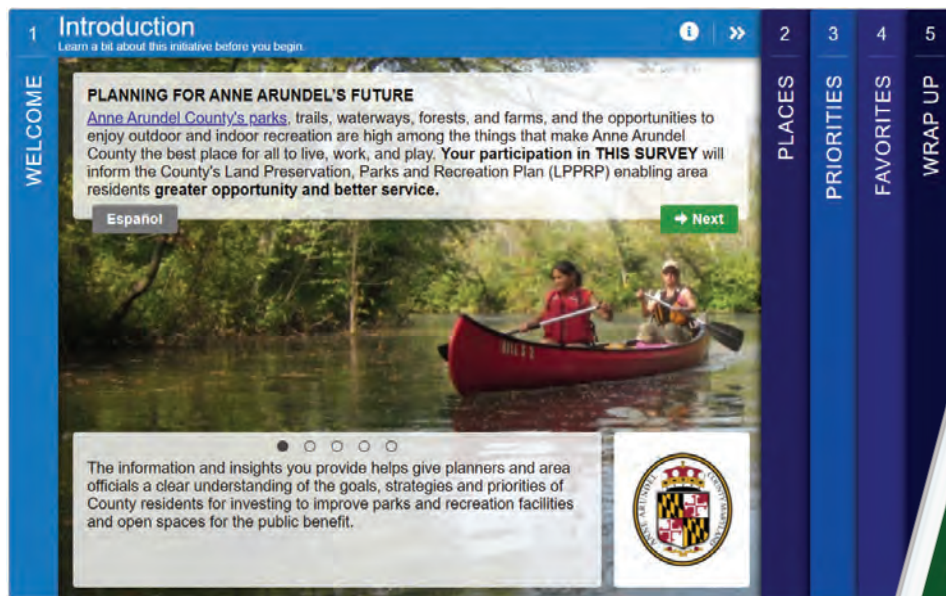 1
Introduction
Learn a bit about this initiative before you begin.
WELCOME
PLANNING FOR ANNE ARUNDEL'S FUTURE
Anne Arundel County's parks, trails, waterways, forests, and farms, and the opportunities to
enjoy outdoor and indoor recreation are high among the things that make Anne Arundel
County the best place for all to live, work, and play. Your participation in THIS SURVEY will
inform the County's Land Preservation, Parks and Recreation Plan (LPPRP) enabling area
residents greater opportunity and better service.
Español
Next
The information and insights you provide helps give planners and area
officials a clear understanding of the goals, strategies and priorities of
County residents for investing to improve parks and recreation facilities
and open spaces for the public benefit.
ANNE ARUNDEL
COUNTY MARYLAND
2
PLACES
3
PRIORITIES
4
FAVORITES
5
WRAP UP